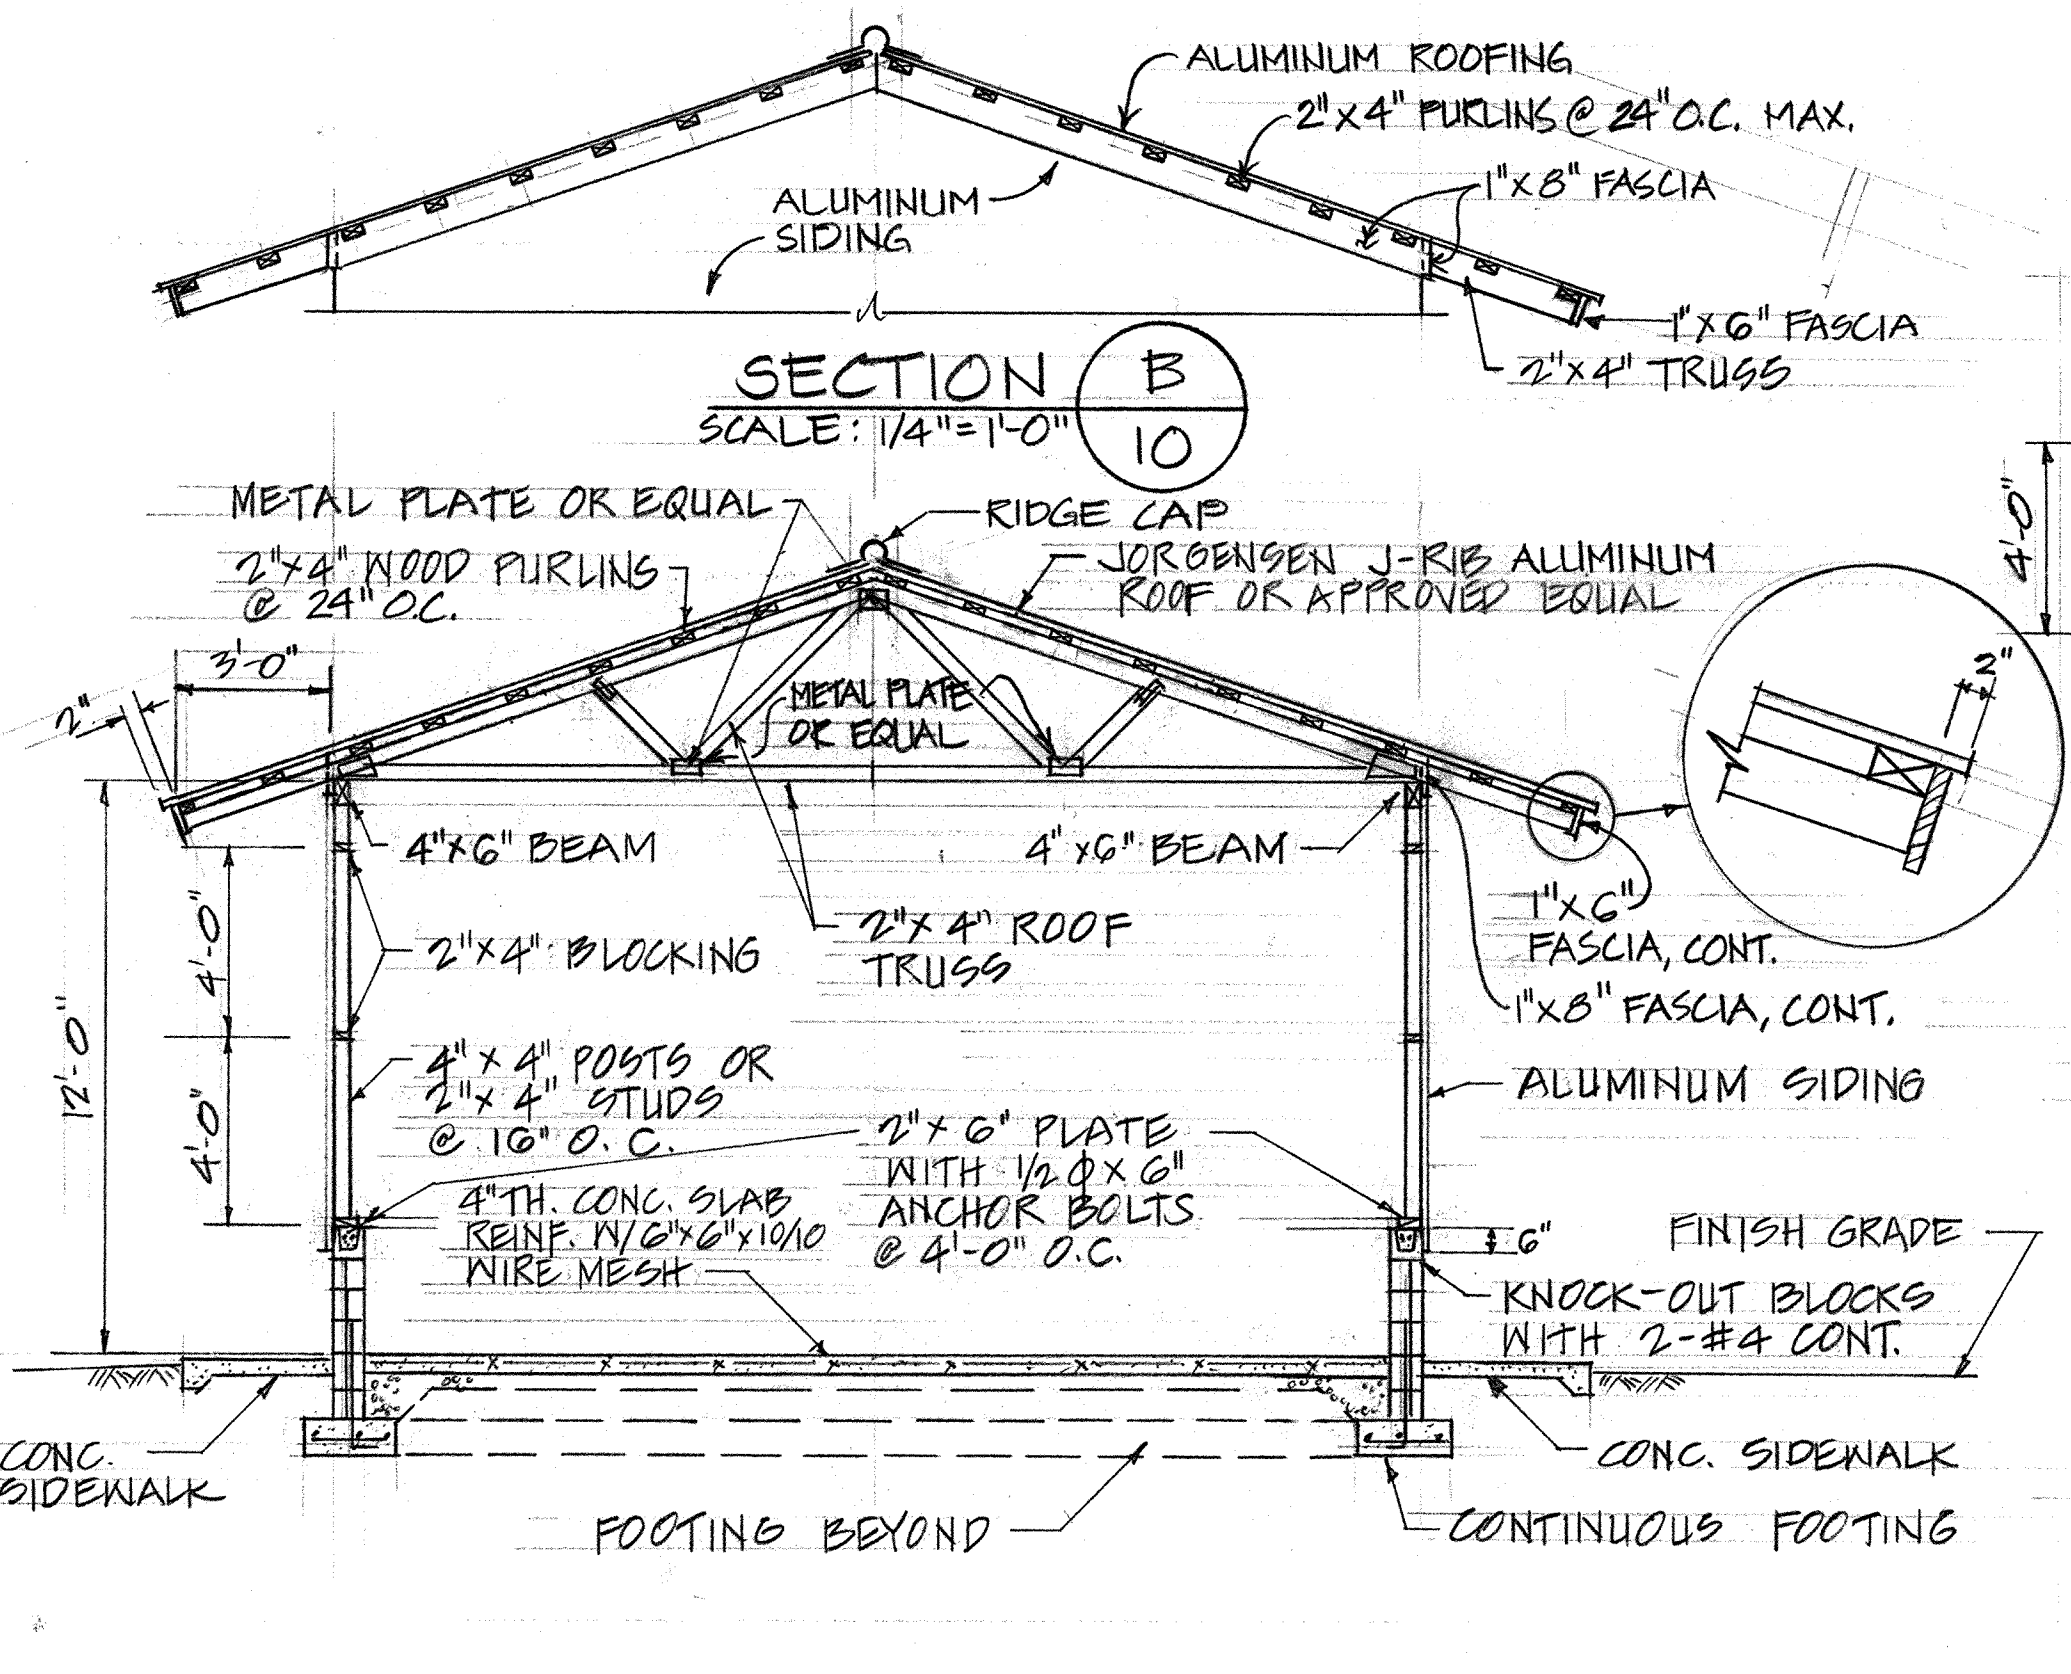 ALUMINUM ROOFING
2"x4" PURLINS @ 24" O.C. MAX.
1"x8" FASCIA
ALUMINUM
SIDING
1"x6" FASCIA
2"x4" TRUSS
SECTION
B
10
SCALE: 1/4"=1'-0"
METAL PLATE OR EQUAL
RIDGE CAP
2"x4" WOOD PURLINS
@ 24" O.C.
JORGENSEN J-RIB ALUMINUM
ROOF OR APPROVED EQUAL
4'-0"
3'-0"
2"
2"
METAL PLATE
OR EQUAL
4"x6" BEAM
4"x6" BEAM
1"x6"
FASCIA, CONT.
2"x4" ROOF
TRUSS
2"x4" BLOCKING
4'-0"
12'-0"
1"x8" FASCIA, CONT.
4"x4" POSTS OR
2"x4" STUDS
@ 16" O.C.
ALUMINUM SIDING
4'-0"
2"x6" PLATE
WITH 1/2 φ x 6"
ANCHOR BOLTS
@ 4'-0" O.C.
4" TH. CONC. SLAB
REINF. W/6"x6"x10/10
WIRE MESH
6"
FINISH GRADE
KNOCK-OUT BLOCKS
WITH 2-#4 CONT.
CONC.
SIDEWALK
CONC. SIDEWALK
FOOTING BEYOND
CONTINUOUS FOOTING